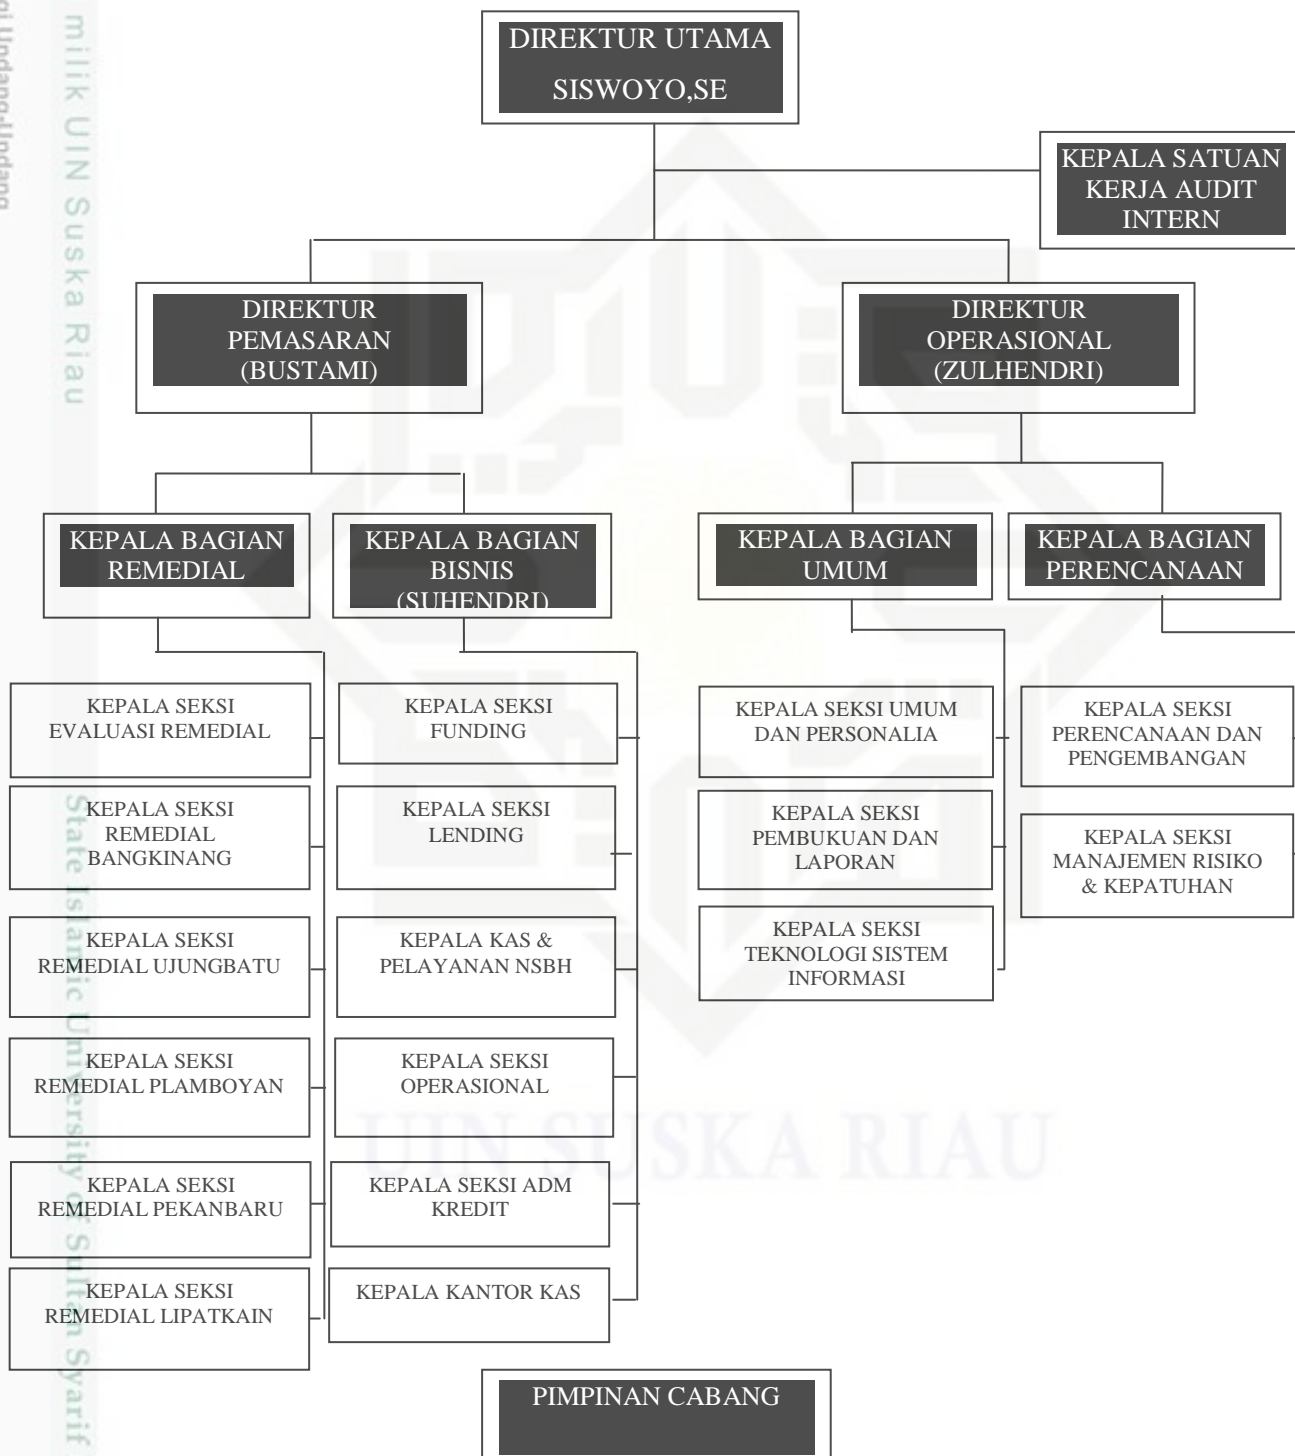 DIREKTUR UTAMA
SISWOYO,SE
KEPALA SATUAN
KERJA AUDIT
INTERN
DIREKTUR
PEMASARAN
(BUSTAMI)
DIREKTUR
OPERASIONAL
(ZULHENDRI)
KEPALA BAGIAN
REMEDIAL
KEPALA BAGIAN
BISNIS
(SUHENDRI)
KEPALA BAGIAN
UMUM
KEPALA BAGIAN
PERENCANAAN
KEPALA SEKSI
EVALUASI REMEDIAL
KEPALA SEKSI
REMEDIAL
BANGKINANG
KEPALA SEKSI
REMEDIAL UJUNGBATU
KEPALA SEKSI
REMEDIAL PLAMBOYAN
KEPALA SEKSI
REMEDIAL PEKANBARU
KEPALA SEKSI
REMEDIAL LIPATKAIN
KEPALA SEKSI
FUNDING
KEPALA SEKSI
LENDING
KEPALA KAS &
PELAYANAN NSBH
KEPALA SEKSI
OPERASIONAL
KEPALA SEKSI ADM
KREDIT
KEPALA KANTOR KAS
KEPALA SEKSI UMUM
DAN PERSONALIA
KEPALA SEKSI
PEMBUKUAN DAN
LAPORAN
KEPALA SEKSI
TEKNOLOGI SISTEM
INFORMASI
KEPALA SEKSI
PERENCANAAN DAN
PENGEMBANGAN
KEPALA SEKSI
MANAJEMEN RISIKO
& KEPATUHAN
PIMPINAN CABANG
UIN SUSKA RIAU
milik UIN Suska Riau
State Islamic University of Sultan Syarif
Undang-Undang